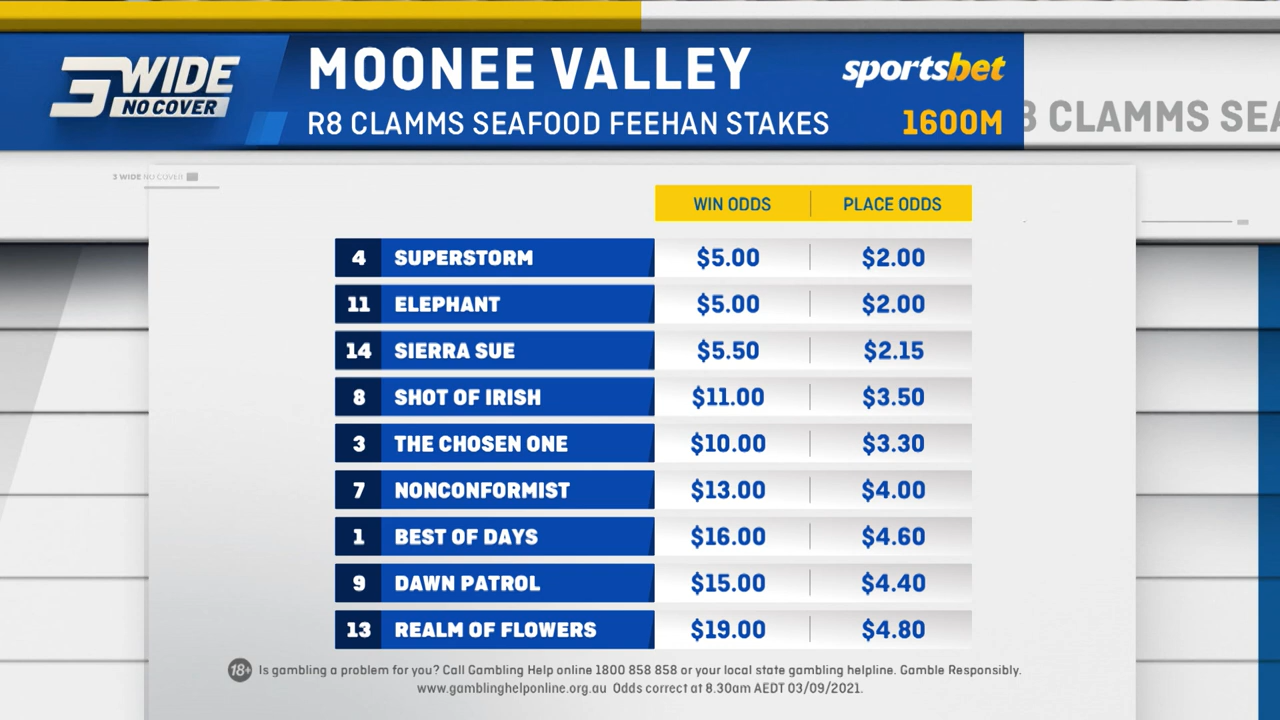 3 WIDE
NO COVER
MOONEE VALLEY
sportsbet
R8 CLAMMS SEAFOOD FEEHAN STAKES
1600M
8 CLAMMS SEA
3 WIDE NO COVER
WIN ODDS PLACE ODDS
4 SUPERSTORM $5.00 $2.00
11 ELEPHANT $5.00 $2.00
14 SIERRA SUE $5.50 $2.15
8 SHOT OF IRISH $11.00 $3.50
3 THE CHOSEN ONE $10.00 $3.30
7 NONCONFORMIST $13.00 $4.00
1 BEST OF DAYS $16.00 $4.60
9 DAWN PATROL $15.00 $4.40
13 REALM OF FLOWERS $19.00 $4.80
18+ Is gambling a problem for you? Call Gambling Help online 1800 858 858 or your local state gambling helpline. Gamble Responsibly.
www.gamblinghelponline.org.au Odds correct at 8.30am AEDT 03/09/2021.